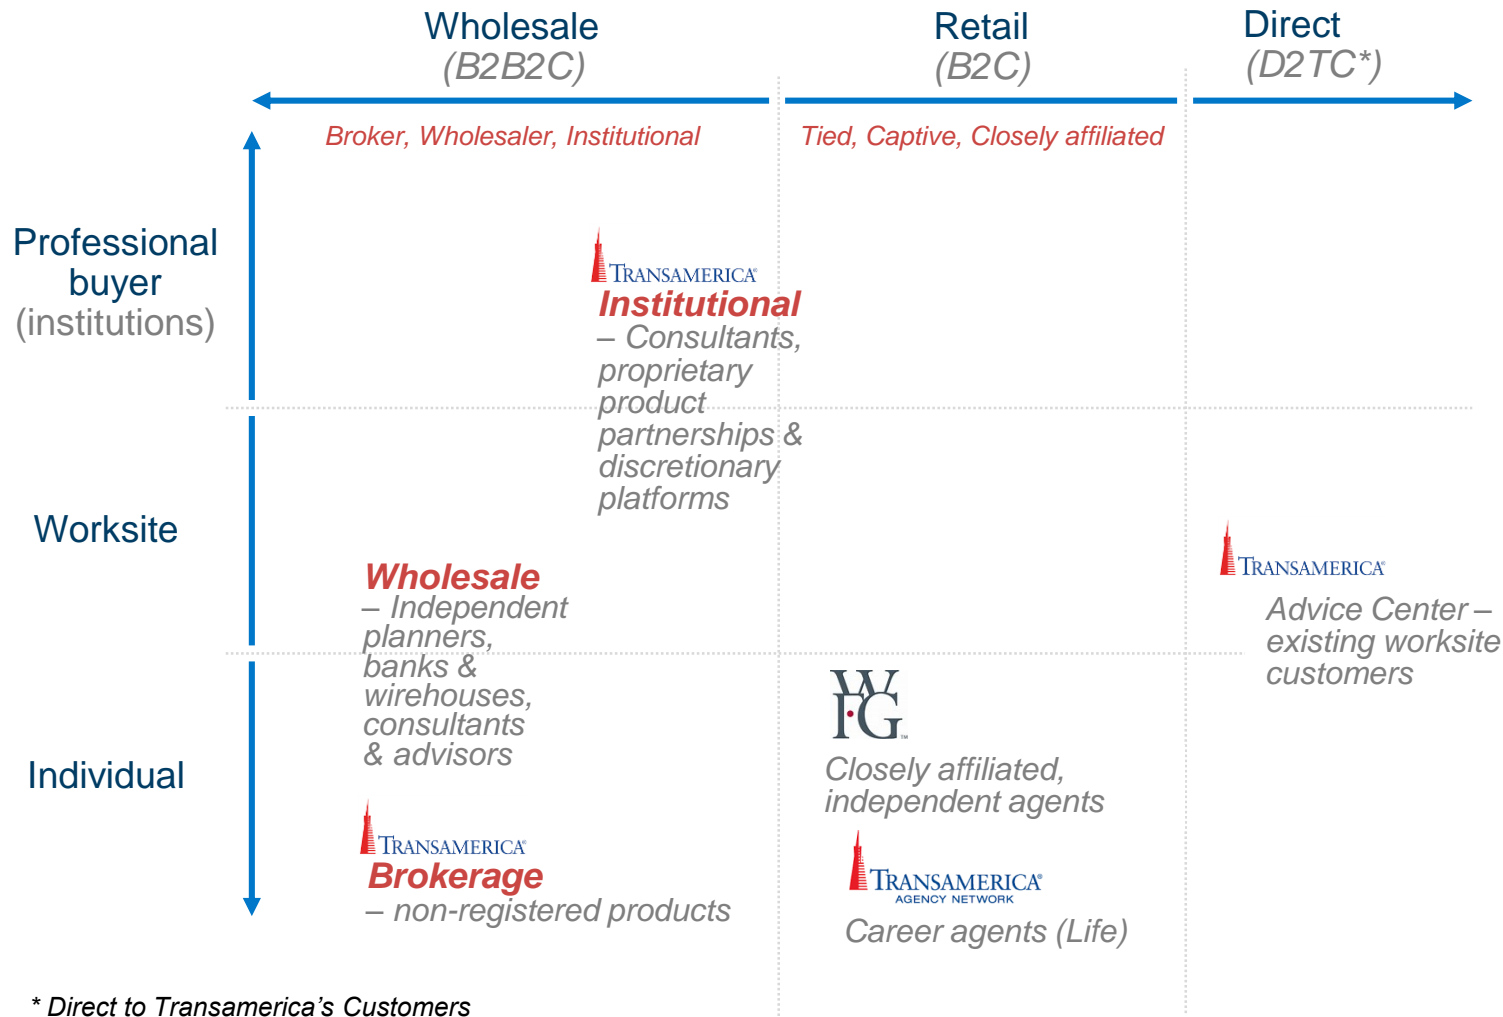 Wholesale
(B2B2C)
Retail
(B2C)
Direct
(D2TC*)
Broker, Wholesaler, Institutional
Tied, Captive, Closely affiliated
Professional
buyer
(institutions)
TRANSAMERICA®
Institutional
– Consultants,
proprietary
product
partnerships &
discretionary
platforms
Worksite
Wholesale
– Independent
planners,
banks &
wirehouses,
consultants
& advisors
TRANSAMERICA®
Advice Center –
existing worksite
customers
Individual
WFG™
Closely affiliated,
independent agents
TRANSAMERICA®
Brokerage
– non-registered products
TRANSAMERICA®
AGENCY NETWORK
Career agents (Life)
* Direct to Transamerica’s Customers